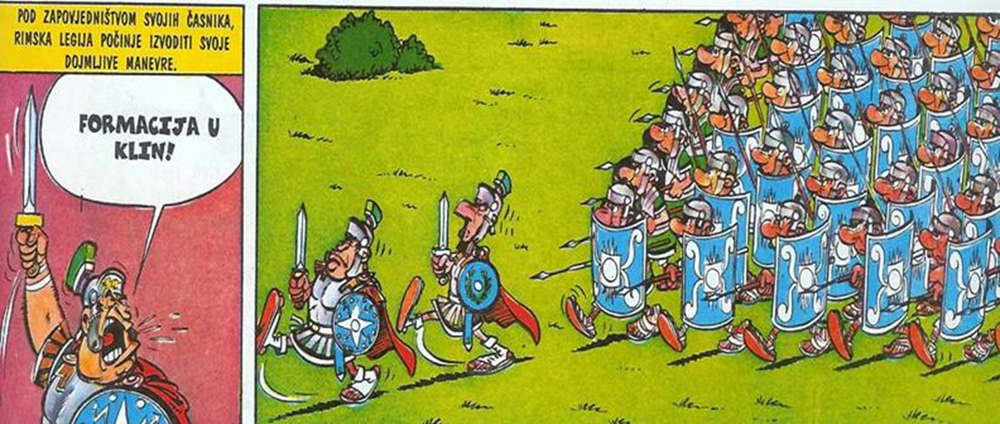 POD ZAPOVJEDNIŠTVOM SVOJIH ČASNIKA,
RIMSKA LEGIJA POČINJE IZVODITI SVOJE
DOJMLJIVE MANEVRE.
FORMACIJA U
KLIN!